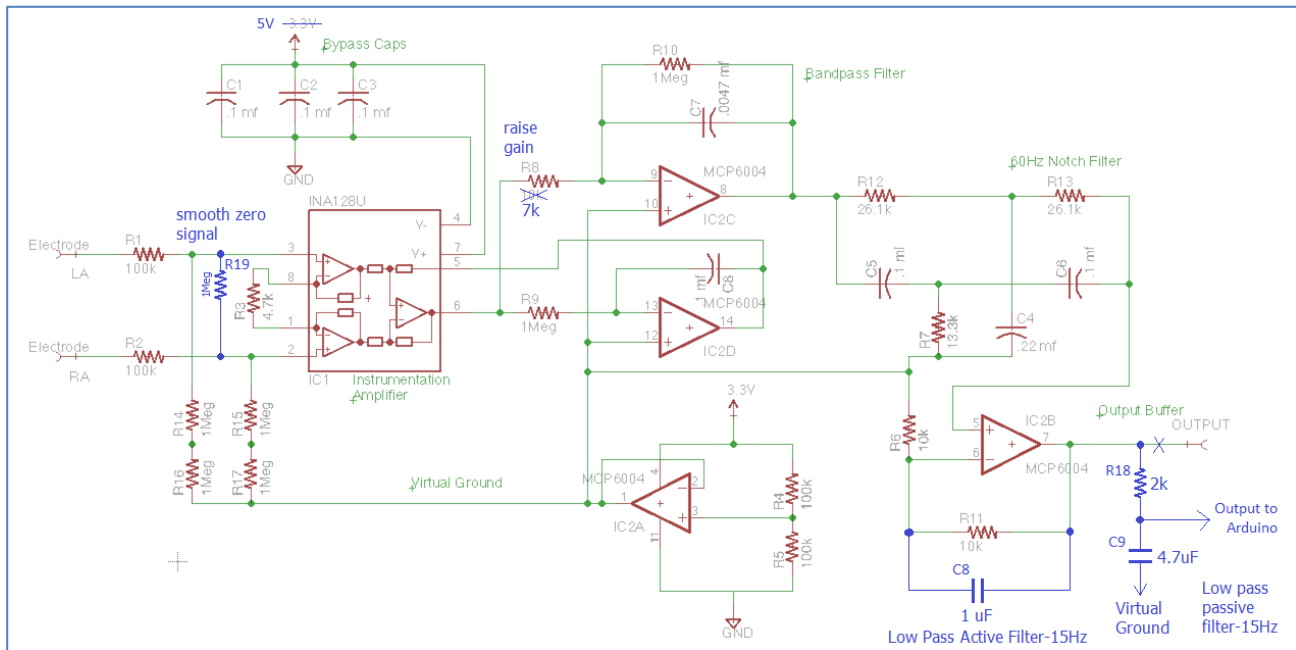 5V 3.3V
Bypass Caps
C1
.1 mf
C2
.1 mf
C3
.1 mf
GND
R10
1Meg
C7
.0047 mf
Bandpass Filter
raise
gain
R8
10k
7k
MCP6004
9
10
8
IC2C
60Hz Notch Filter
R12
26.1k
R13
26.1k
smooth zero
signal
INA128U
V-
V+
4
7
5
6
3
8
1
2
Electrode
LA
R1
100k
R19
1Meg
R3
4.7k
Electrode
RA
R2
100k
IC1
Instrumentation
Amplifier
R9
1Meg
C8
1 mf
MCP6004
13
12
14
IC2D
C5
.1 mf
C6
.1 mf
R7
13.3k
C4
.22mf
R14
1Meg
R15
1Meg
R16
1Meg
R17
1Meg
Virtual Ground
3.3V
MCP6004
4
1
2
3
11
IC2A
R4
100k
R5
100k
GND
R6
10k
Output Buffer
IC2B
5
6
7
MCP6004
OUTPUT
R18
2k
R11
10k
Output to
Arduino
C9
4.7uF
C8
1 uF
Low Pass Active Filter-15Hz
Virtual
Ground
Low pass
passive
filter-15Hz